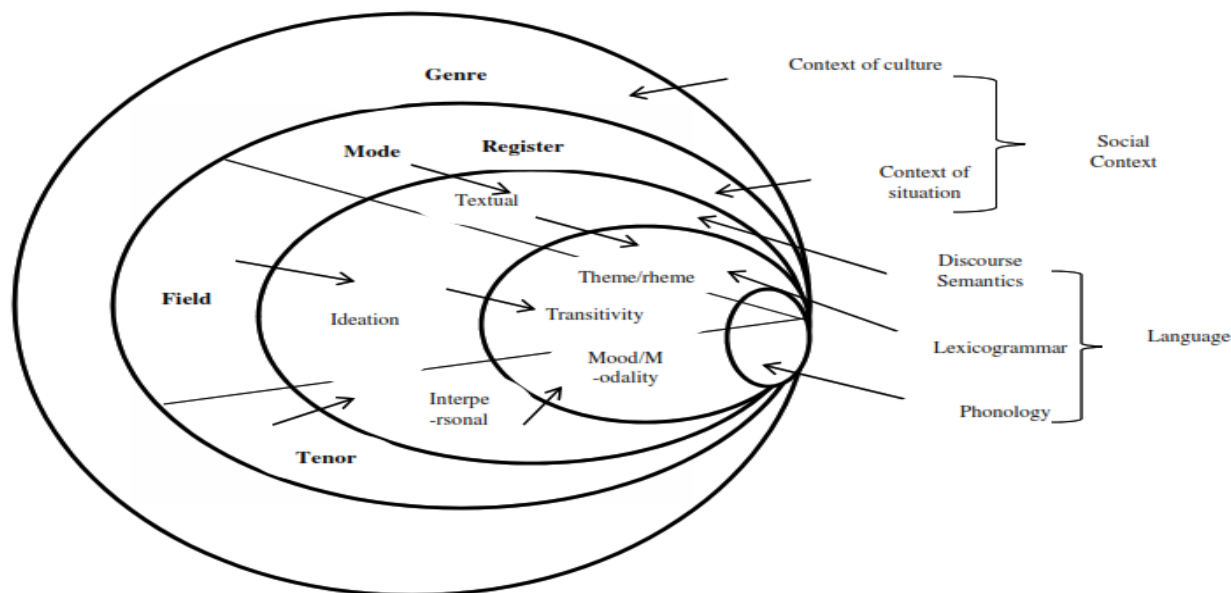 Genre
Context of culture
Mode
Register
Social
Context
Context of
situation
Textual
Discourse
Semantics
Theme/rheme
Field
Ideation
Transitivity
Language
Lexicogrammar
Mood/M
-odality
Interpe
-rsonal
Phonology
Tenor